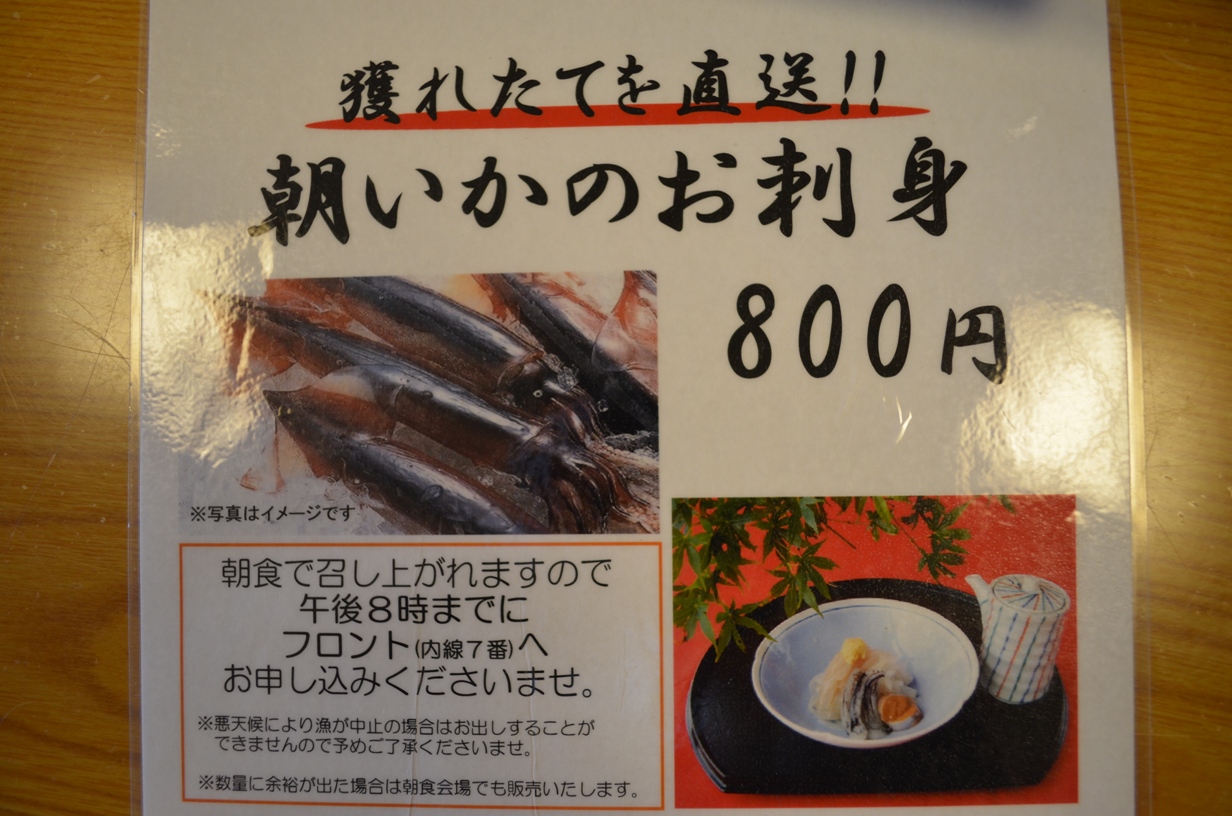 獲れたてを直送!!
朝いかのお刺身
800円
※写真はイメージです
朝食で召し上がれますので
午後8時までに
フロント(内線7番)へ
お申し込みくださいませ。
※悪天候により漁が中止の場合はお出しすることが
できませんので予めご了承くださいませ。
※数量に余裕が出た場合は朝食会場でも販売いたします。